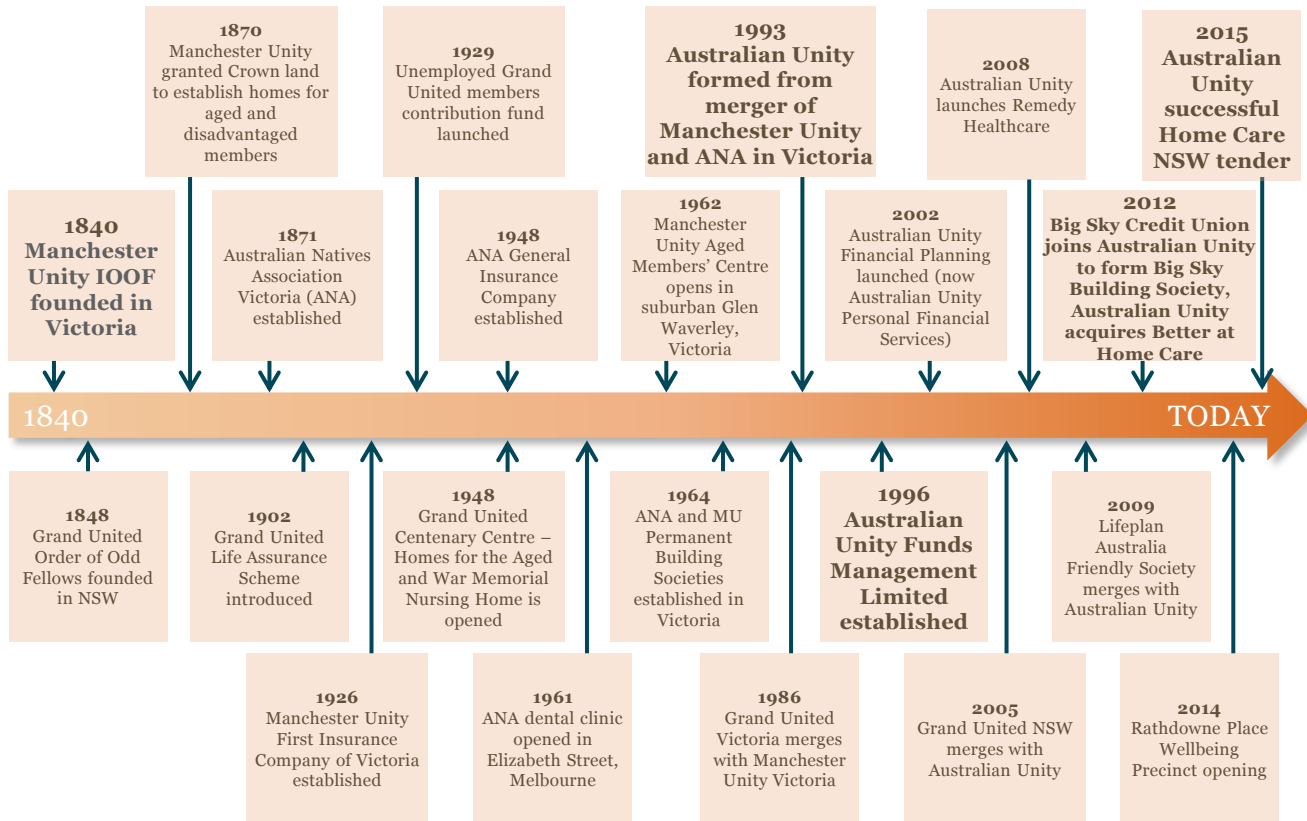 1870
Manchester Unity
granted Crown land
to establish homes for
aged and
disadvantaged
members
1929
Unemployed Grand
United members
contribution fund
launched
1993
Australian Unity
formed from
merger of
Manchester Unity
and ANA in Victoria
2008
Australian Unity
launches Remedy
Healthcare
2015
Australian
Unity
successful
Home Care
NSW tender
1840
Manchester
Unity IOOF
founded in
Victoria
1871
Australian Natives
Association
Victoria (ANA)
established
1948
ANA General
Insurance
Company
established
1962
Manchester
Unity Aged
Members’ Centre
opens in
suburban Glen
Waverley,
Victoria
2002
Australian Unity
Financial Planning
launched (now
Australian Unity
Personal Financial
Services)
2012
Big Sky Credit Union
joins Australian Unity
to form Big Sky
Building Society,
Australian Unity
acquires Better at
Home Care
1840
TODAY
1848
Grand United
Order of Odd
Fellows founded
in NSW
1902
Grand United
Life Assurance
Scheme
introduced
1948
Grand United
Centenary Centre –
Homes for the Aged
and War Memorial
Nursing Home is
opened
1964
ANA and MU
Permanent
Building
Societies
established in
Victoria
1996
Australian
Unity Funds
Management
Limited
established
2009
Lifeplan
Australia
Friendly Society
merges with
Australian Unity
1926
Manchester Unity
First Insurance
Company of Victoria
established
1961
ANA dental clinic
opened in
Elizabeth Street,
Melbourne
1986
Grand United
Victoria merges
with Manchester
Unity Victoria
2005
Grand United NSW
merges with
Australian Unity
2014
Rathdowne Place
Wellbeing
Precinct opening